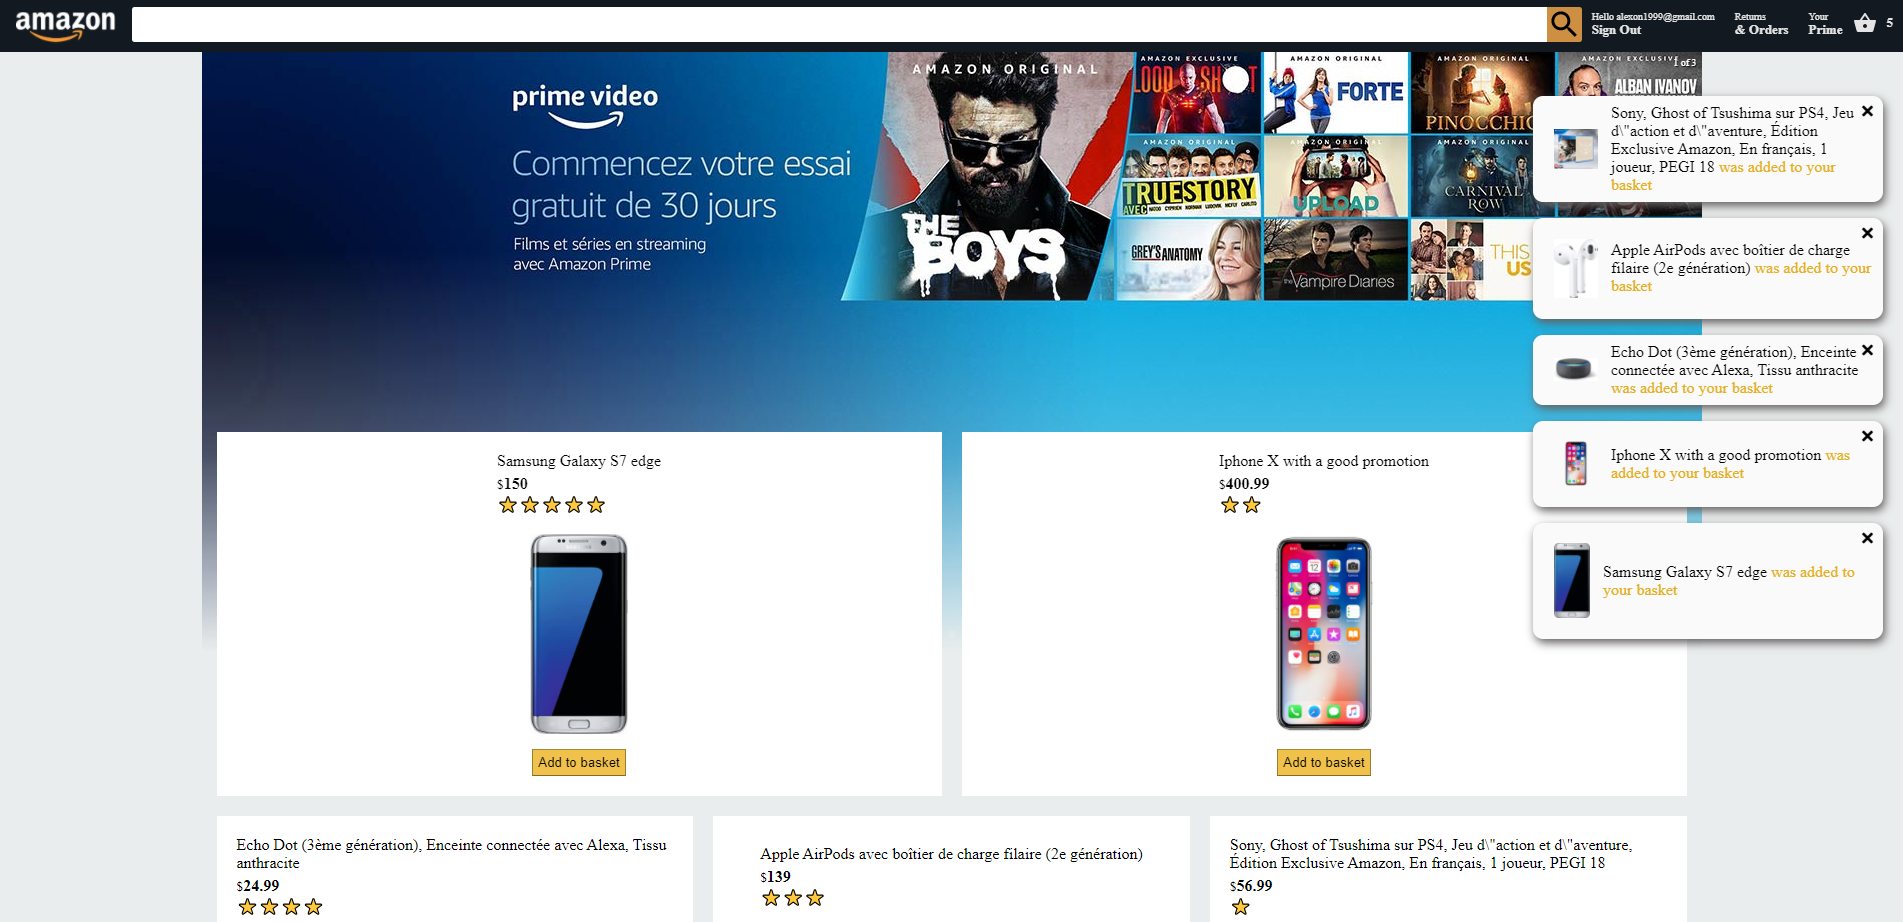 amazon
Hello alexon1999@gmail.com
Sign Out
Returns
& Orders
Your
Prime
5
prime video
Commencez votre essai
gratuit de 30 jours
Films et séries en streaming
avec Amazon Prime
AMAZON ORIGINAL
THE
BOYS
AMAZON EXCLUSIVE
AMAZON ORIGINAL
FORTE
AMAZON ORIGINAL
PINOCCHIO
AMAZON EXCLUSIVE
1 of 3
ALBAN IVANOV
AMAZON ORIGINAL
TRUESTORY
AVEC
AMAZON ORIGINAL
UPLOAD
AMAZON ORIGINAL
CARNIVAL
ROW
GREY'S ANATOMY
the Vampire Diaries
THIS
US
Sony, Ghost of Tsushima sur PS4, Jeu
d\"action et d\"aventure, Édition
Exclusive Amazon, En français, 1
joueur, PEGI 18 was added to your
basket
Apple AirPods avec boîtier de charge
filaire (2e génération) was added to your
basket
Echo Dot (3ème génération), Enceinte
connectée avec Alexa, Tissu anthracite
was added to your basket
Iphone X with a good promotion was
added to your basket
Samsung Galaxy S7 edge was added to
your basket
Samsung Galaxy S7 edge
$150
Add to basket
Iphone X with a good promotion
$400.99
Add to basket
Echo Dot (3ème génération), Enceinte connectée avec Alexa, Tissu
anthracite
$24.99
Apple AirPods avec boîtier de charge filaire (2e génération)
$139
Sony, Ghost of Tsushima sur PS4, Jeu d\"action et d\"aventure,
Édition Exclusive Amazon, En français, 1 joueur, PEGI 18
$56.99